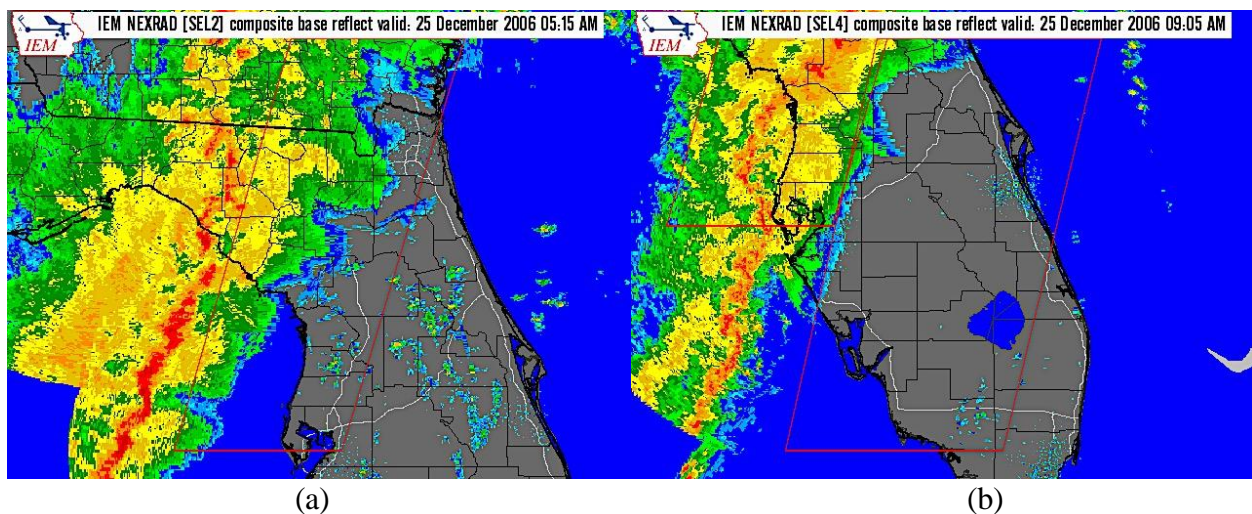 IEM NEXRAD [SEL2] composite base reflect valid: 25 December 2006 05:15 AM
IEM
IEM NEXRAD [SEL4] composite base reflect valid: 25 December 2006 09:05 AM
IEM
(a)
(b)